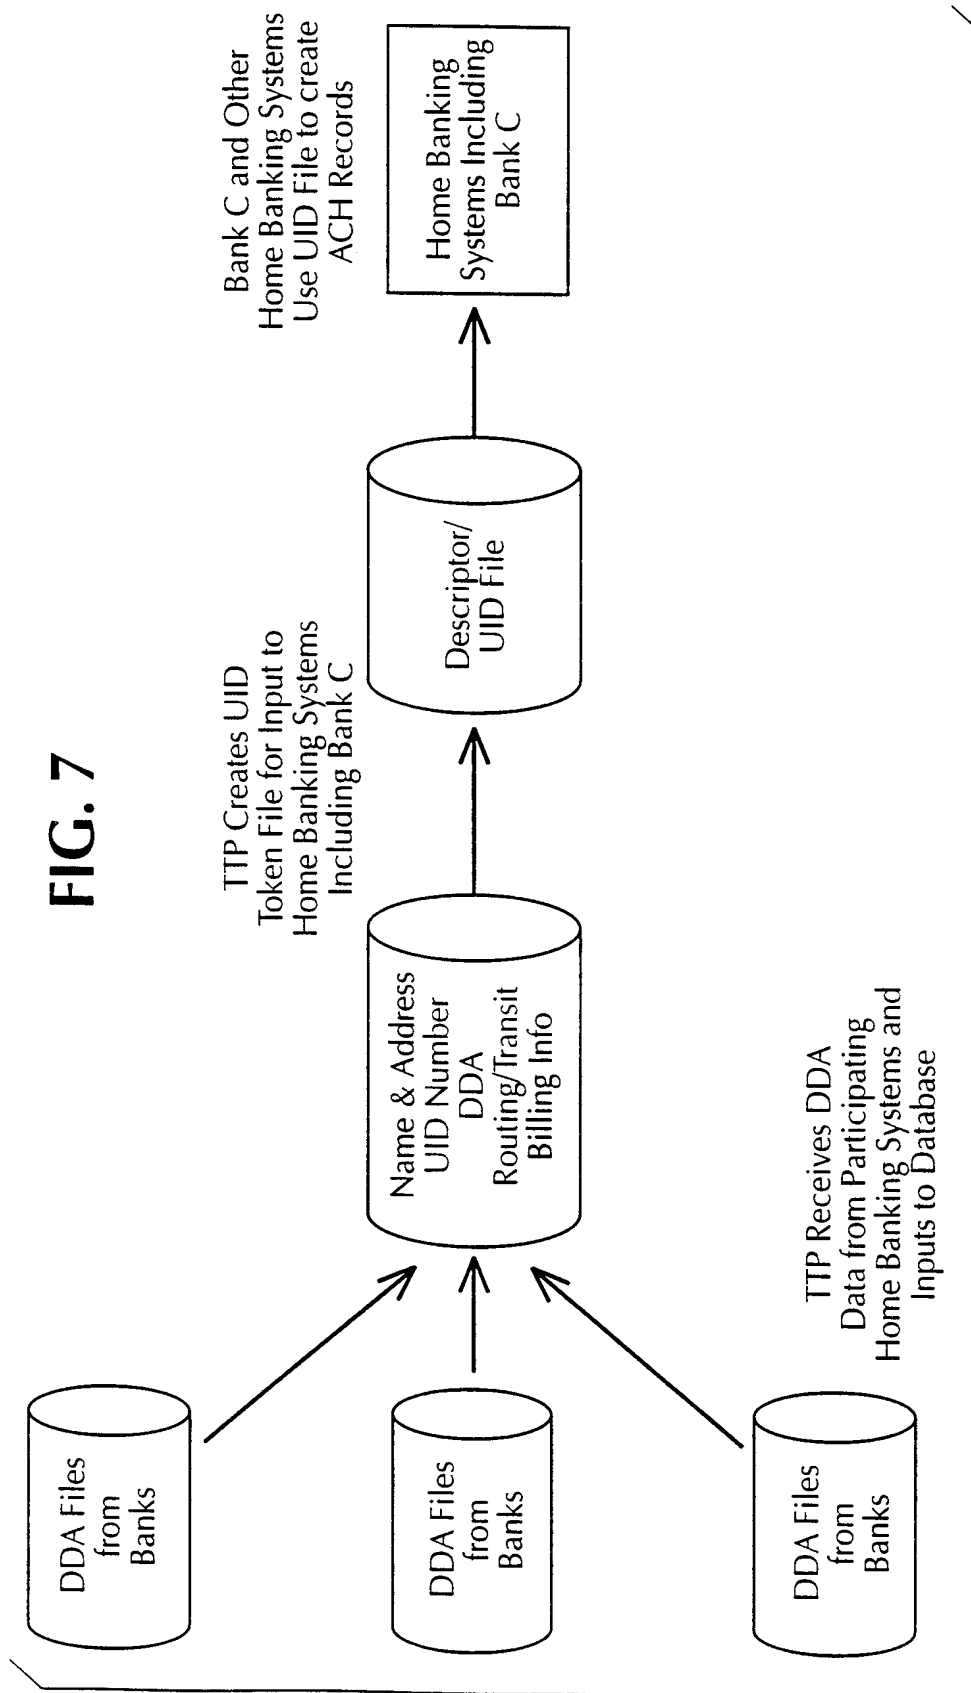 FIG. 7
DDA Files
from
Banks
DDA Files
from
Banks
DDA Files
from
Banks
TTP Receives DDA
Data from Participating
Home Banking Systems and
Inputs to Database
Name & Address
UID Number
DDA
Routing/Transit
Billing Info
TTP Creates UID
Token File for Input to
Home Banking Systems
Including Bank C
Descriptor/
UID File
Bank C and Other
Home Banking Systems
Use UID File to create
ACH Records
Home Banking
Systems Including
Bank C